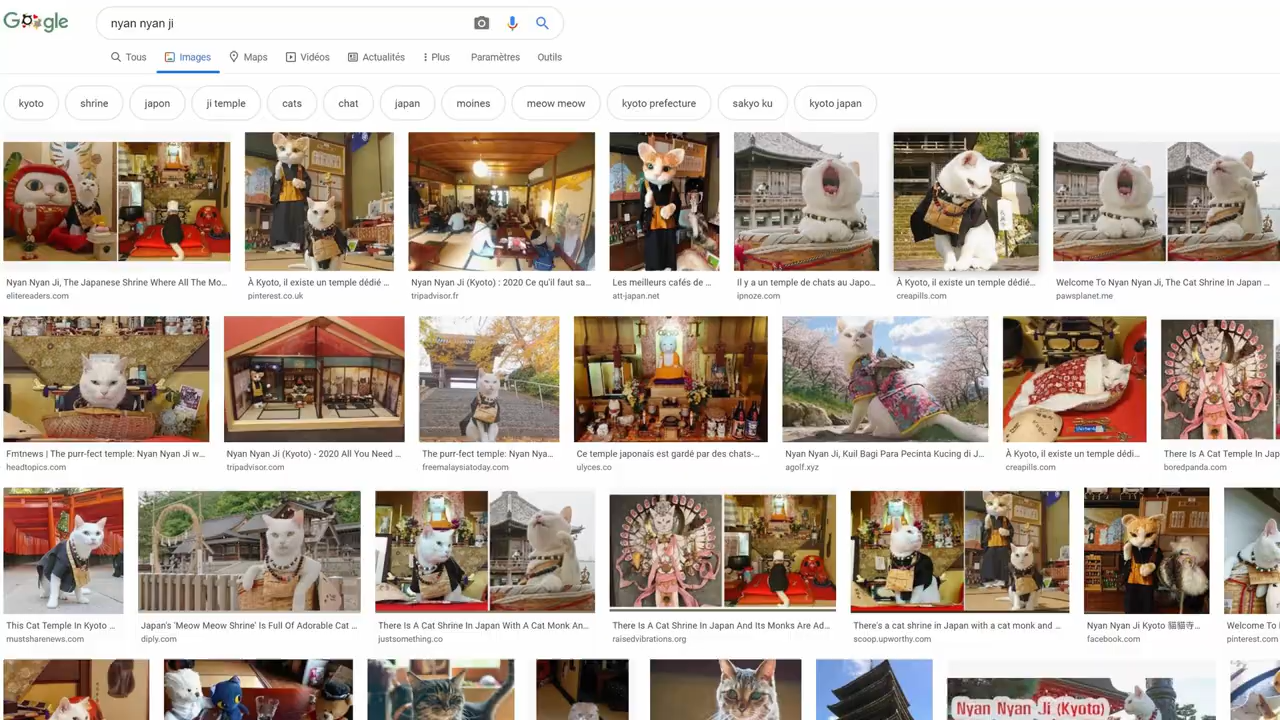 Google
nyan nyan ji
Tous
Images
Maps
Vidéos
Actualités
Plus
Paramètres
Outils
kyoto
shrine
japon
ji temple
cats
chat
japan
moines
meow meow
kyoto prefecture
sakyo ku
kyoto japan
Nyan Nyan Ji, The Japanese Shrine Where All The Mo...
elitereaders.com
À Kyoto, il existe un temple dédié ...
pinterest.co.uk
Nyan Nyan Ji (Kyoto) : 2020 Ce qu'il faut sa...
tripadvisor.fr
Les meilleurs cafés de ...
att-japan.net
Il y a un temple de chats au Japo...
ipnoze.com
À Kyoto, il existe un temple dédié...
creapills.com
Welcome To Nyan Nyan Ji, The Cat Shrine In Japan ...
pawsplanet.me
Fmtnews | The purr-fect temple: Nyan Nyan Ji w...
headtopics.com
Nyan Nyan Ji (Kyoto) - 2020 All You Need ...
tripadvisor.com
The purr-fect temple: Nyan Nya...
freemalaysiatoday.com
Ce temple japonais est gardé par des chats-...
ulyces.co
Nyan Nyan Ji, Kuil Bagi Para Pecinta Kucing di J...
agolf.xyz
À Kyoto, il existe un temple dédi...
creapills.com
There Is A Cat Temple In Jap
boredpanda.com
This Cat Temple In Kyoto ...
mustsharenews.com
Japan's 'Meow Meow Shrine' Is Full Of Adorable Cat ...
diply.com
There Is A Cat Shrine In Japan With A Cat Monk An...
justsomething.co
There Is A Cat Shrine In Japan And Its Monks Are Ad...
raisedvibrations.org
There's a cat shrine in Japan with a cat monk and ...
scoop.upworthy.com
Nyan Nyan Ji Kyoto 猫猫寺...
facebook.com
Welcome To
pinterest.com
Nyan Nyan Ji (Kyoto)